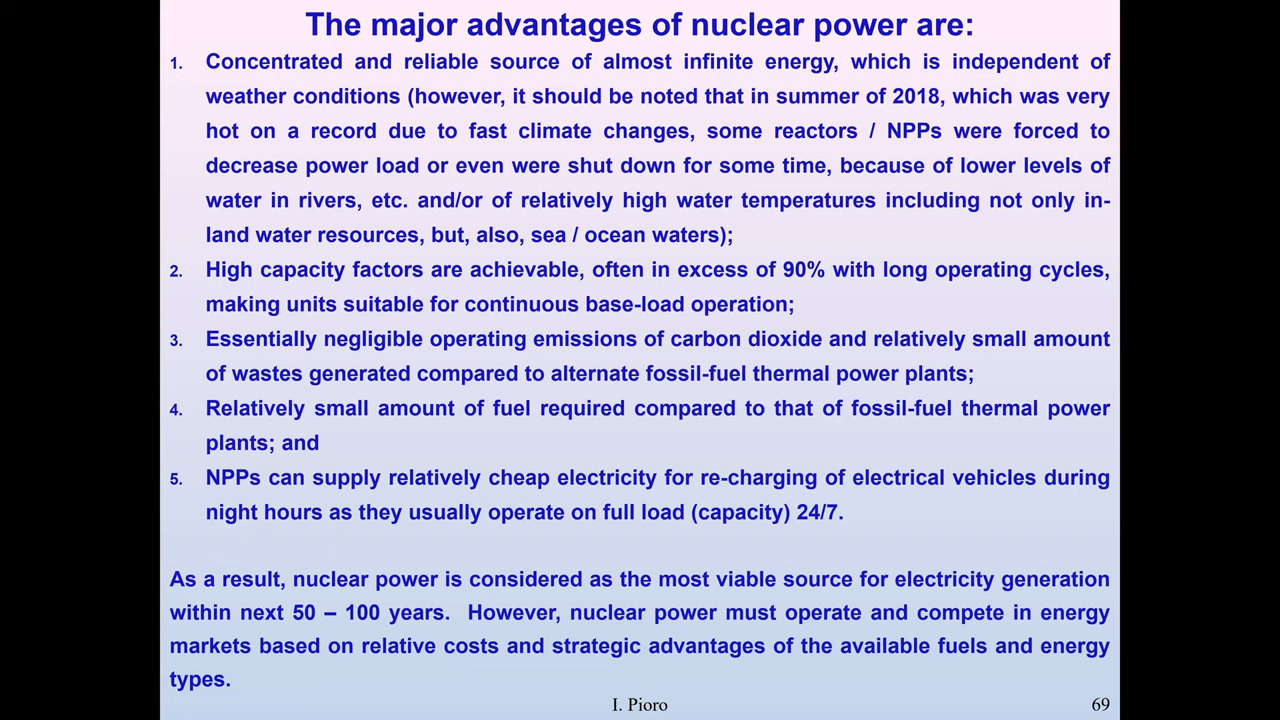 The major advantages of nuclear power are:
1. Concentrated and reliable source of almost infinite energy, which is independent of
weather conditions (however, it should be noted that in summer of 2018, which was very
hot on a record due to fast climate changes, some reactors / NPPs were forced to
decrease power load or even were shut down for some time, because of lower levels of
water in rivers, etc. and/or of relatively high water temperatures including not only in-
land water resources, but, also, sea / ocean waters);
2. High capacity factors are achievable, often in excess of 90% with long operating cycles,
making units suitable for continuous base-load operation;
3. Essentially negligible operating emissions of carbon dioxide and relatively small amount
of wastes generated compared to alternate fossil-fuel thermal power plants;
4. Relatively small amount of fuel required compared to that of fossil-fuel thermal power
plants; and
5. NPPs can supply relatively cheap electricity for re-charging of electrical vehicles during
night hours as they usually operate on full load (capacity) 24/7.
As a result, nuclear power is considered as the most viable source for electricity generation
within next 50 – 100 years. However, nuclear power must operate and compete in energy
markets based on relative costs and strategic advantages of the available fuels and energy
types.
I. Pioro
69